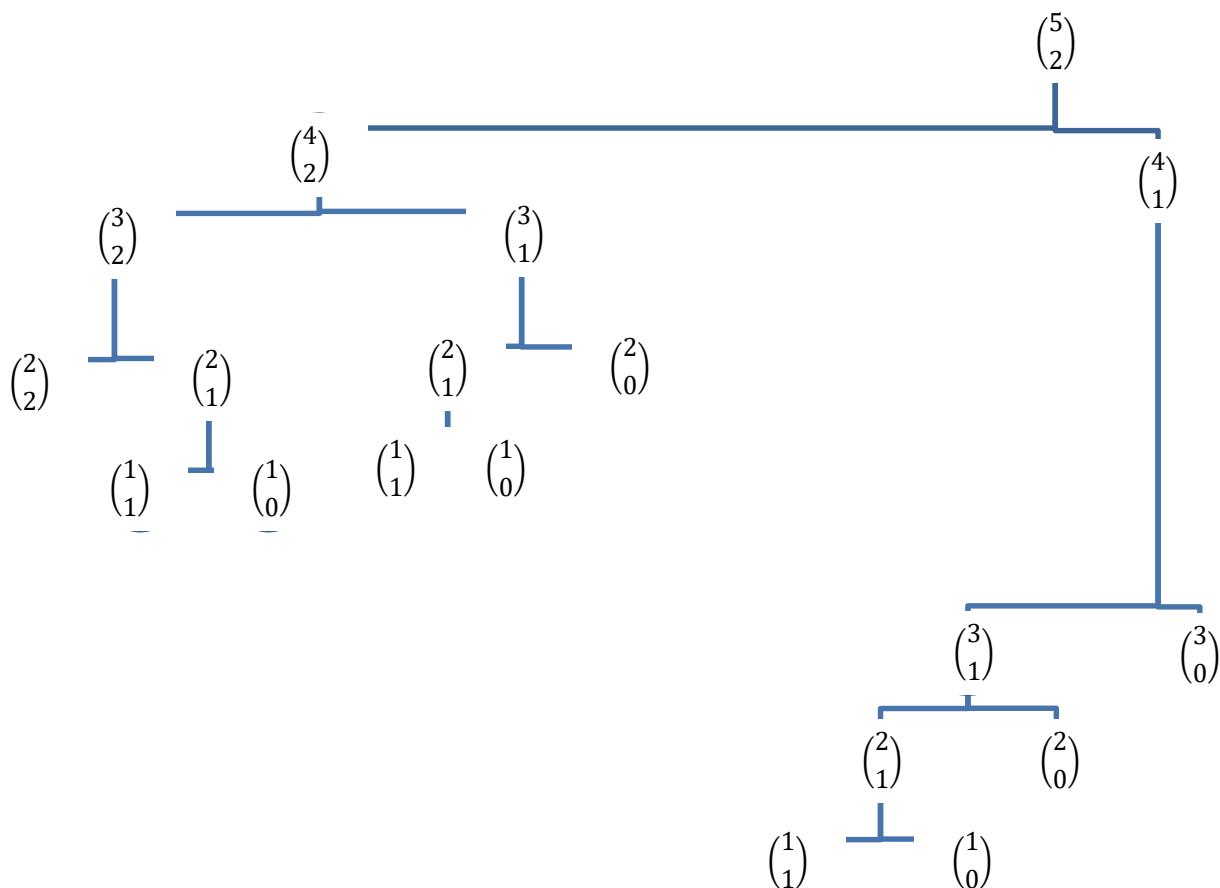 (5 2)
(4 2) (4 1)
(3 2) (3 1)
(2 2) (2 1) (2 1) (2 0)
(1 1) (1 0) (1 1) (1 0)
(3 1) (3 0)
(2 1) (2 0)
(1 1) (1 0)